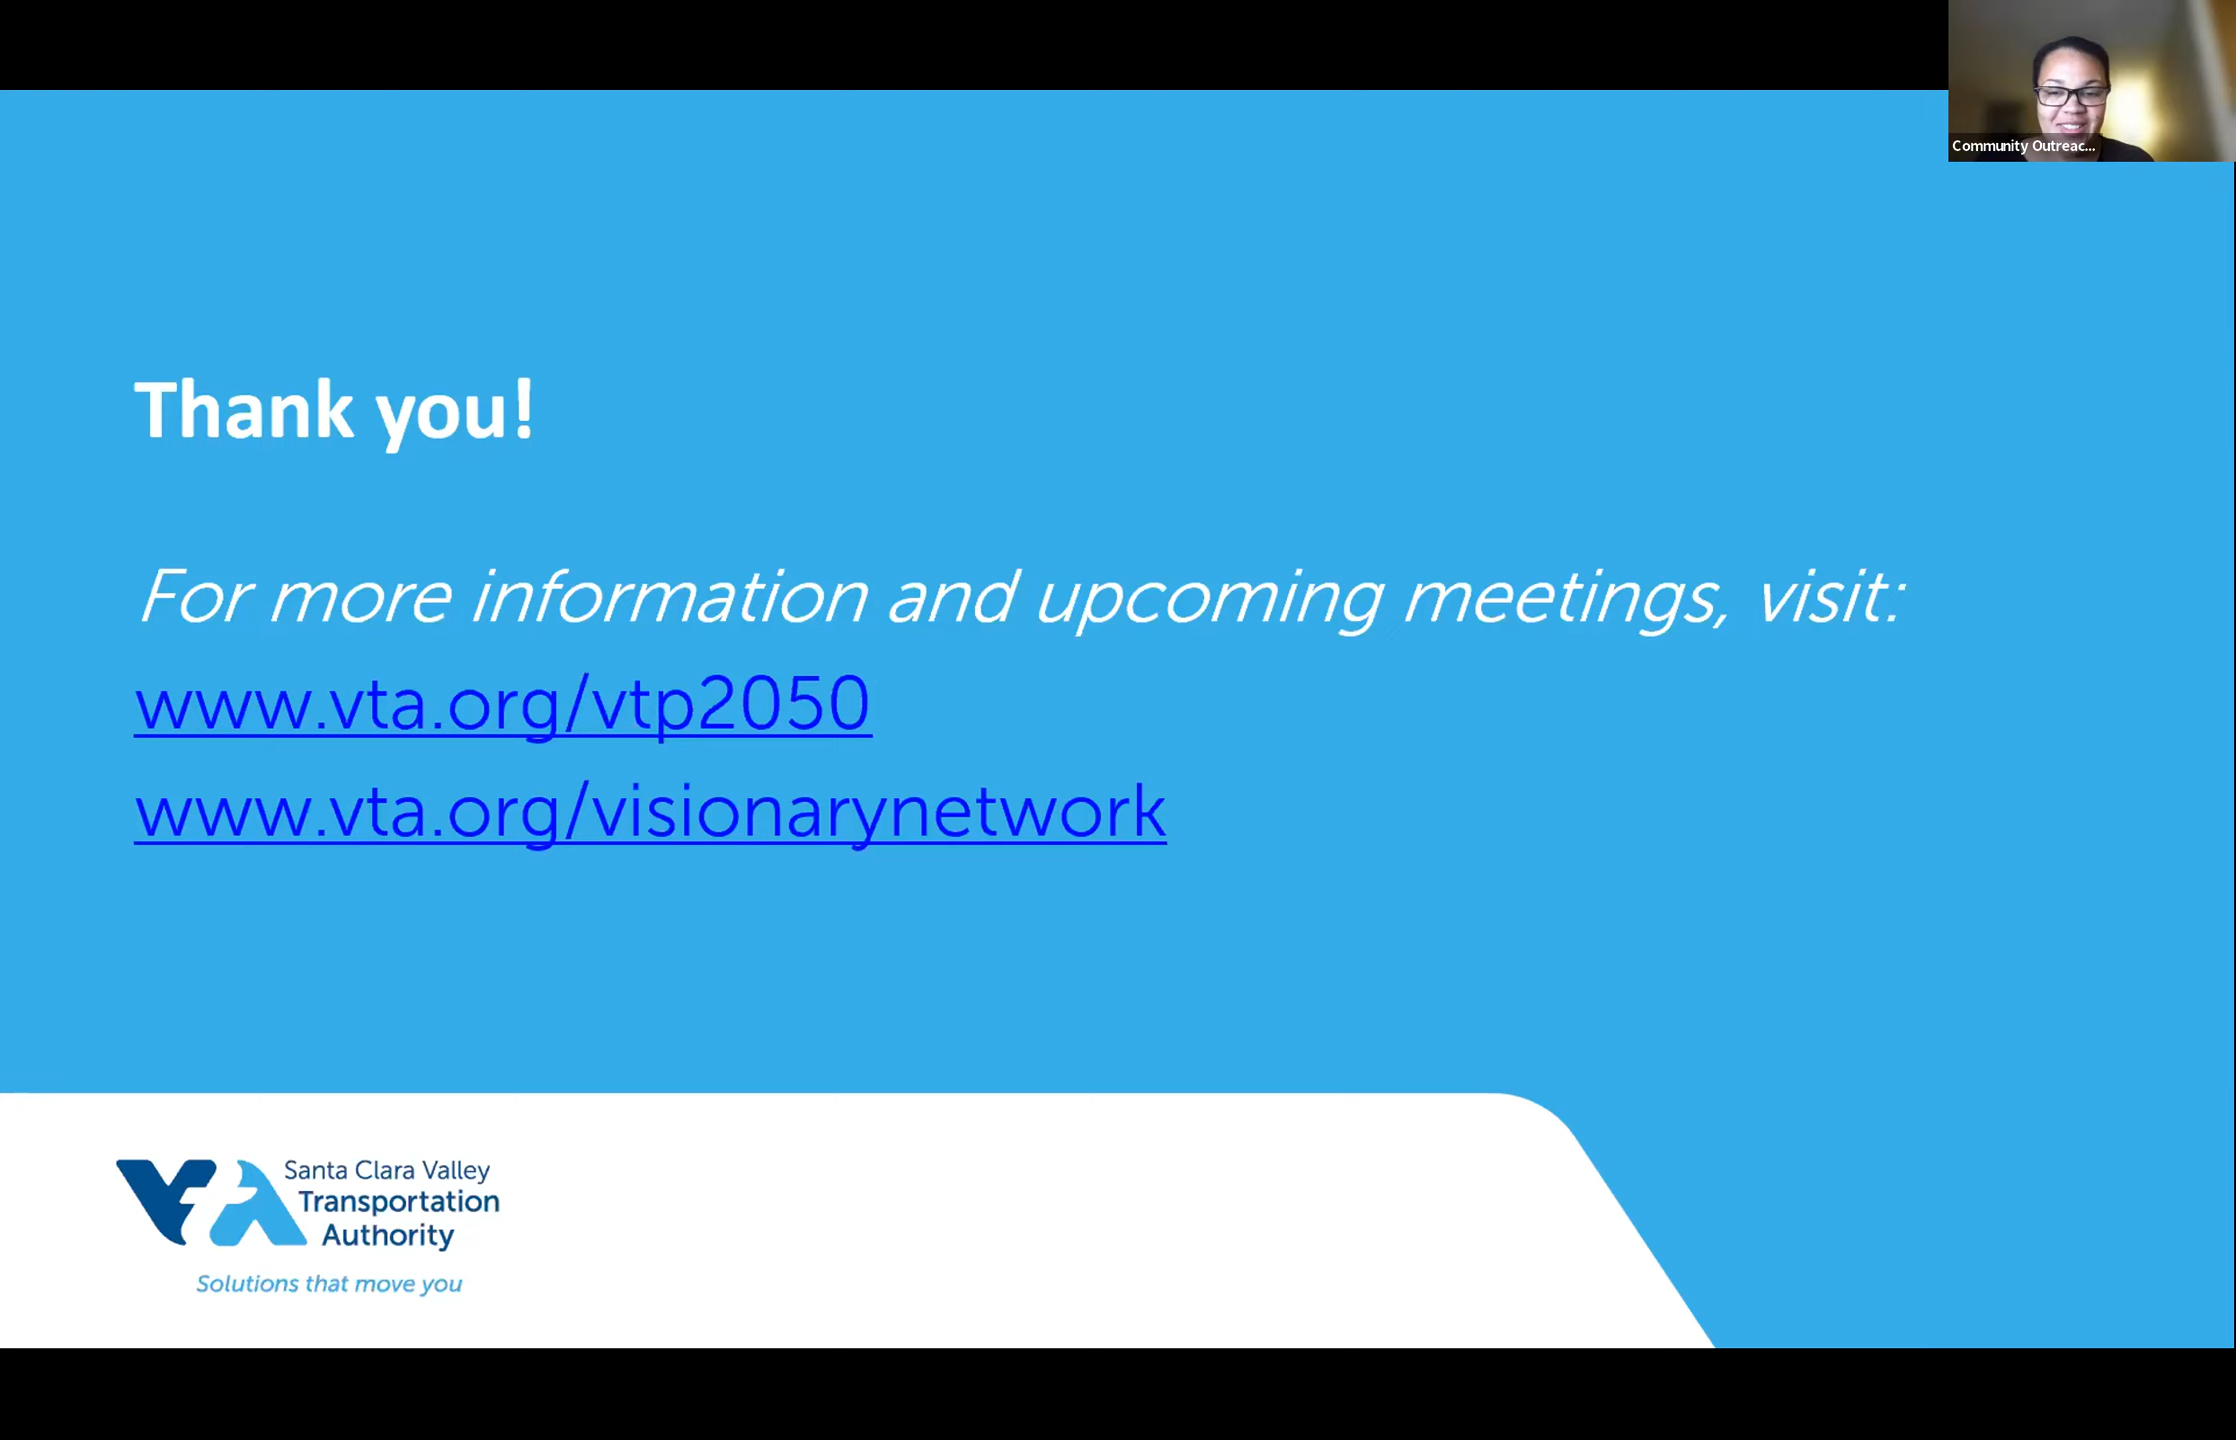 Community Outreac...
Thank you!
For more information and upcoming meetings, visit:
www.vta.org/vtp2050
www.vta.org/visionarynetwork
VTA
Santa Clara Valley
Transportation
Authority
Solutions that move you